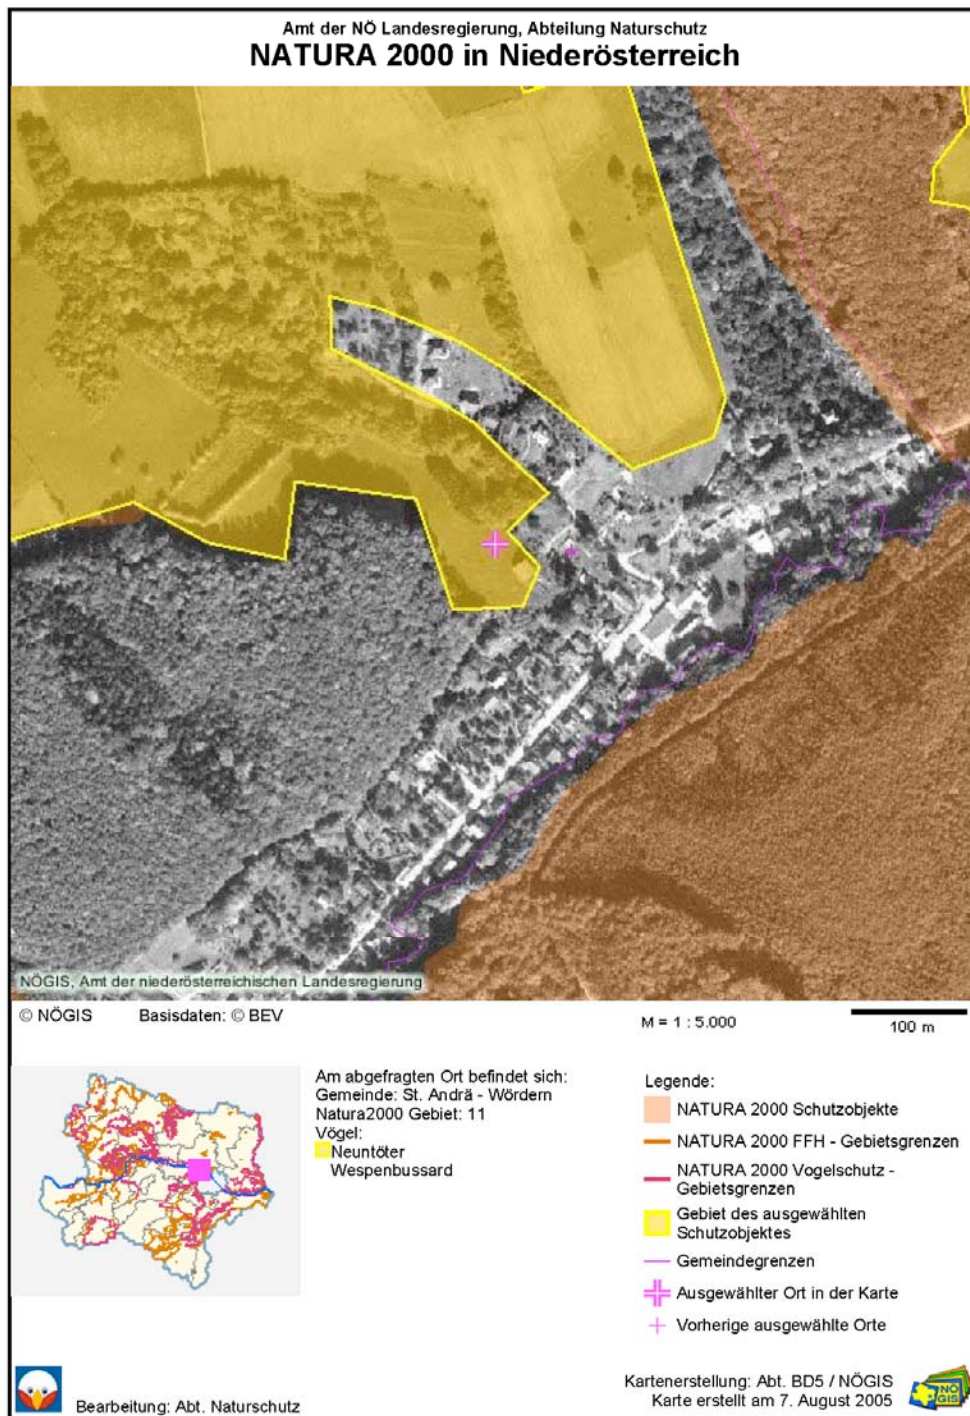 Amt der NÖ Landesregierung, Abteilung Naturschutz
NATURA 2000 in Niederösterreich
NÖGIS, Amt der niederösterreichischen Landesregierung
© NÖGIS Basisdaten: © BEV
M = 1 : 5.000
100 m
Am abgefragten Ort befindet sich:
Gemeinde: St. Andrä - Wördern
Natura2000 Gebiet: 11
Vögel:
Neuntöter
Wespenbussard
Legende:
NATURA 2000 Schutzobjekte
NATURA 2000 FFH - Gebietsgrenzen
NATURA 2000 Vogelschutz -
Gebietsgrenzen
Gebiet des ausgewählten
Schutzobjektes
Gemeindegrenzen
Ausgewählter Ort in der Karte
Vorherige ausgewählte Orte
Bearbeitung: Abt. Naturschutz
Kartenerstellung: Abt. BD5 / NÖGIS
Karte erstellt am 7. August 2005
NÖ
GIS